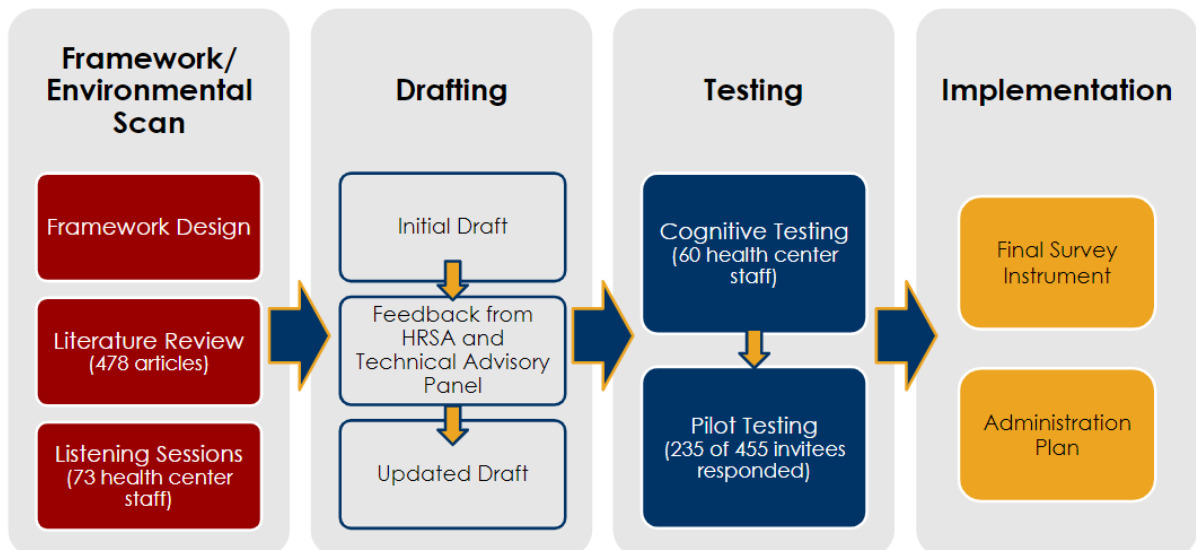 Framework/
Environmental
Scan
Framework Design
Literature Review
(478 articles)
Listening Sessions
(73 health center
staff)
Drafting
Initial Draft
Feedback from
HRSA and
Technical Advisory
Panel
Updated Draft
Testing
Cognitive Testing
(60 health center
staff)
Pilot Testing
(235 of 455 invitees
responded)
Implementation
Final Survey
Instrument
Administration
Plan